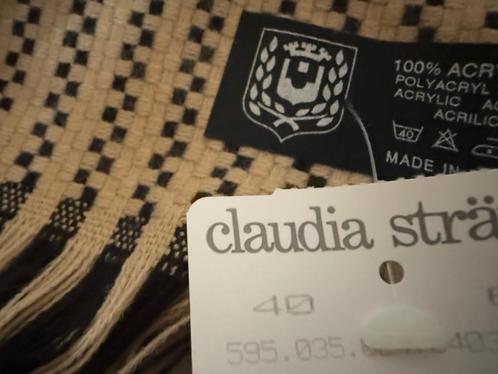 100% ACRY
POLYACRYL
ACRYLIC
ACRILIC
40
MADE IN
claudia strä
40
595.035.